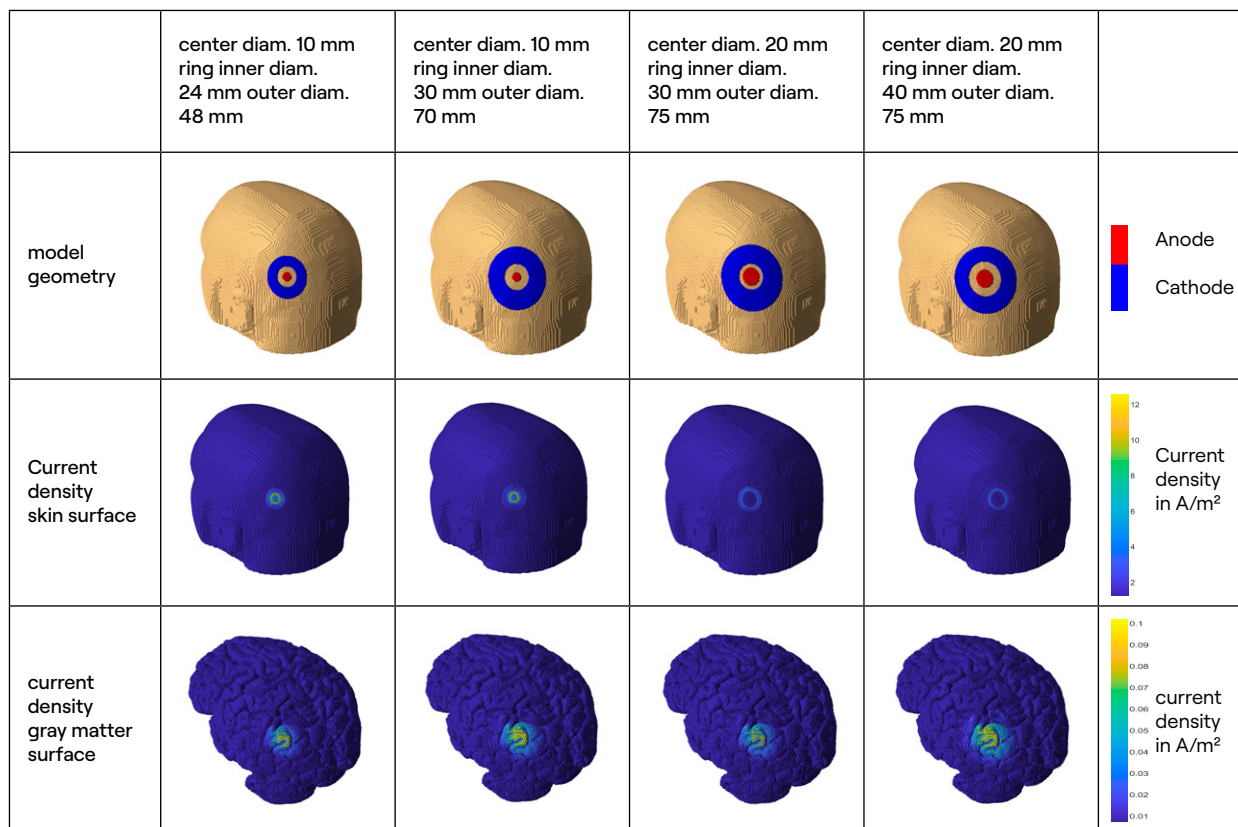 center diam. 10 mm
ring inner diam.
24 mm outer diam.
48 mm
center diam. 10 mm
ring inner diam.
30 mm outer diam.
70 mm
center diam. 20 mm
ring inner diam.
30 mm outer diam.
75 mm
center diam. 20 mm
ring inner diam.
40 mm outer diam.
75 mm
model
geometry
Anode
Cathode
Current
density
skin surface
12
10
8
6
4
2
Current
density
in A/m²
current
density
gray matter
surface
0.1
0.09
0.08
0.07
0.06
0.05
0.04
0.03
0.02
0.01
current
density
in A/m²